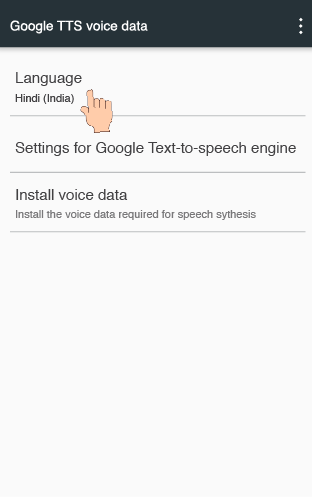 Google TTS voice data
Language
Hindi (India)
Settings for Google Text-to-speech engine
Install voice data
Install the voice data required for speech sythesis